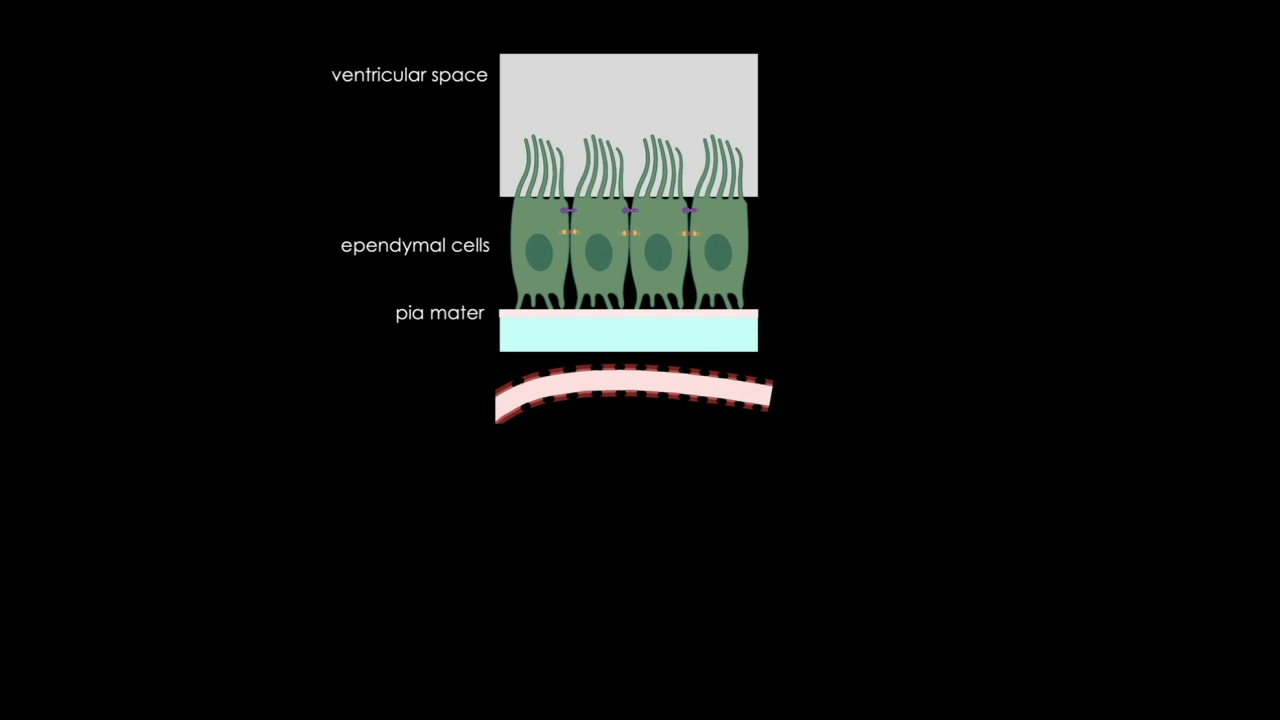 ventricular space
ependymal cells
pia mater